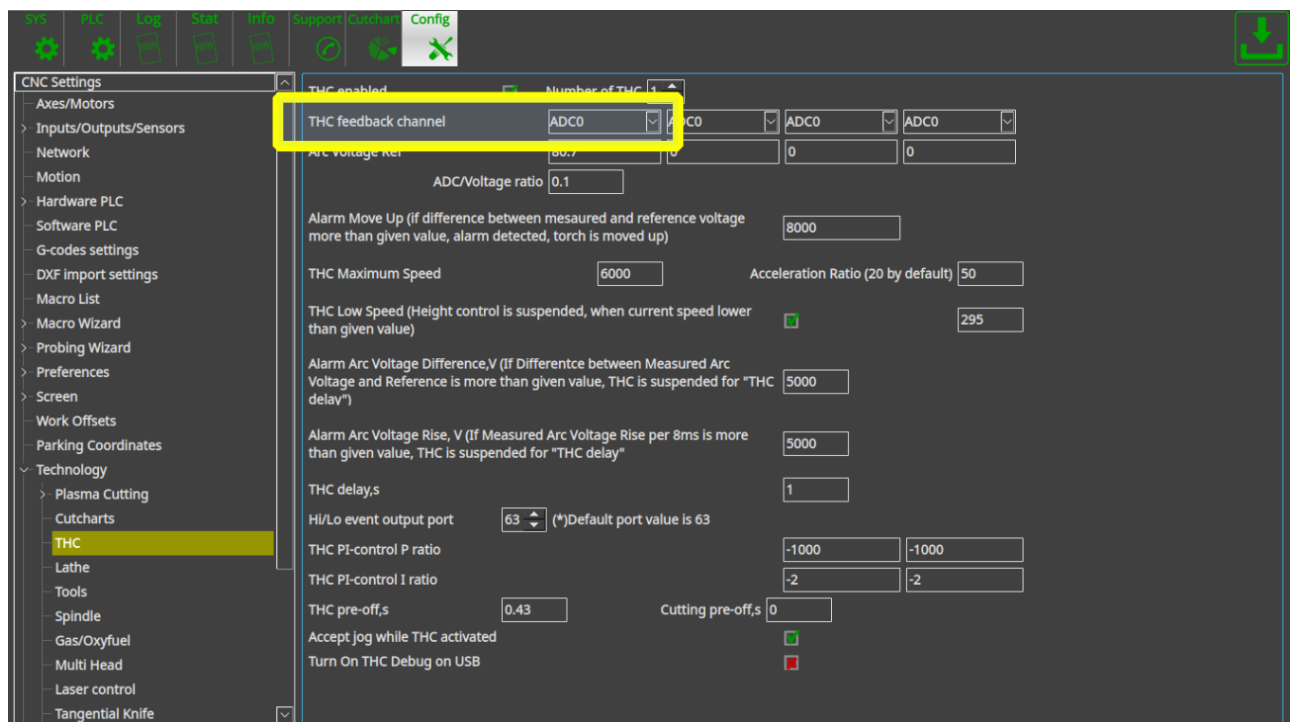 SYS PLC Log Stat Info Support Cutchart Config
CNC Settings
Axes/Motors
Inputs/Outputs/Sensors
Network
Motion
Hardware PLC
Software PLC
G-codes settings
DXF import settings
Macro List
Macro Wizard
Probing Wizard
Preferences
Screen
Work Offsets
Parking Coordinates
Technology
Plasma Cutting
Cutcharts
THC
Lathe
Tools
Spindle
Gas/Oxyfuel
Multi Head
Laser control
Tangential Knife
THC enabled Number of THC 1
THC feedback channel ADC0 ADC0 ADC0 ADC0
Arc Voltage Ref 80.7 0 0 0
ADC/Voltage ratio 0.1
Alarm Move Up (if difference between mesaured and reference voltage
more than given value, alarm detected, torch is moved up) 8000
THC Maximum Speed 6000 Acceleration Ratio (20 by default) 50
THC Low Speed (Height control is suspended, when current speed lower
than given value) 295
Alarm Arc Voltage Difference,V (If Differentce between Measured Arc
Voltage and Reference is more than given value, THC is suspended for "THC 5000
delay")
Alarm Arc Voltage Rise, V (If Measured Arc Voltage Rise per 8ms is more
than given value, THC is suspended for "THC delay" 5000
THC delay,s 1
Hi/Lo event output port 63 (*)Default port value is 63
THC PI-control P ratio -1000 -1000
THC PI-control I ratio -2 -2
THC pre-off,s 0.43 Cutting pre-off,s 0
Accept jog while THC activated
Turn On THC Debug on USB